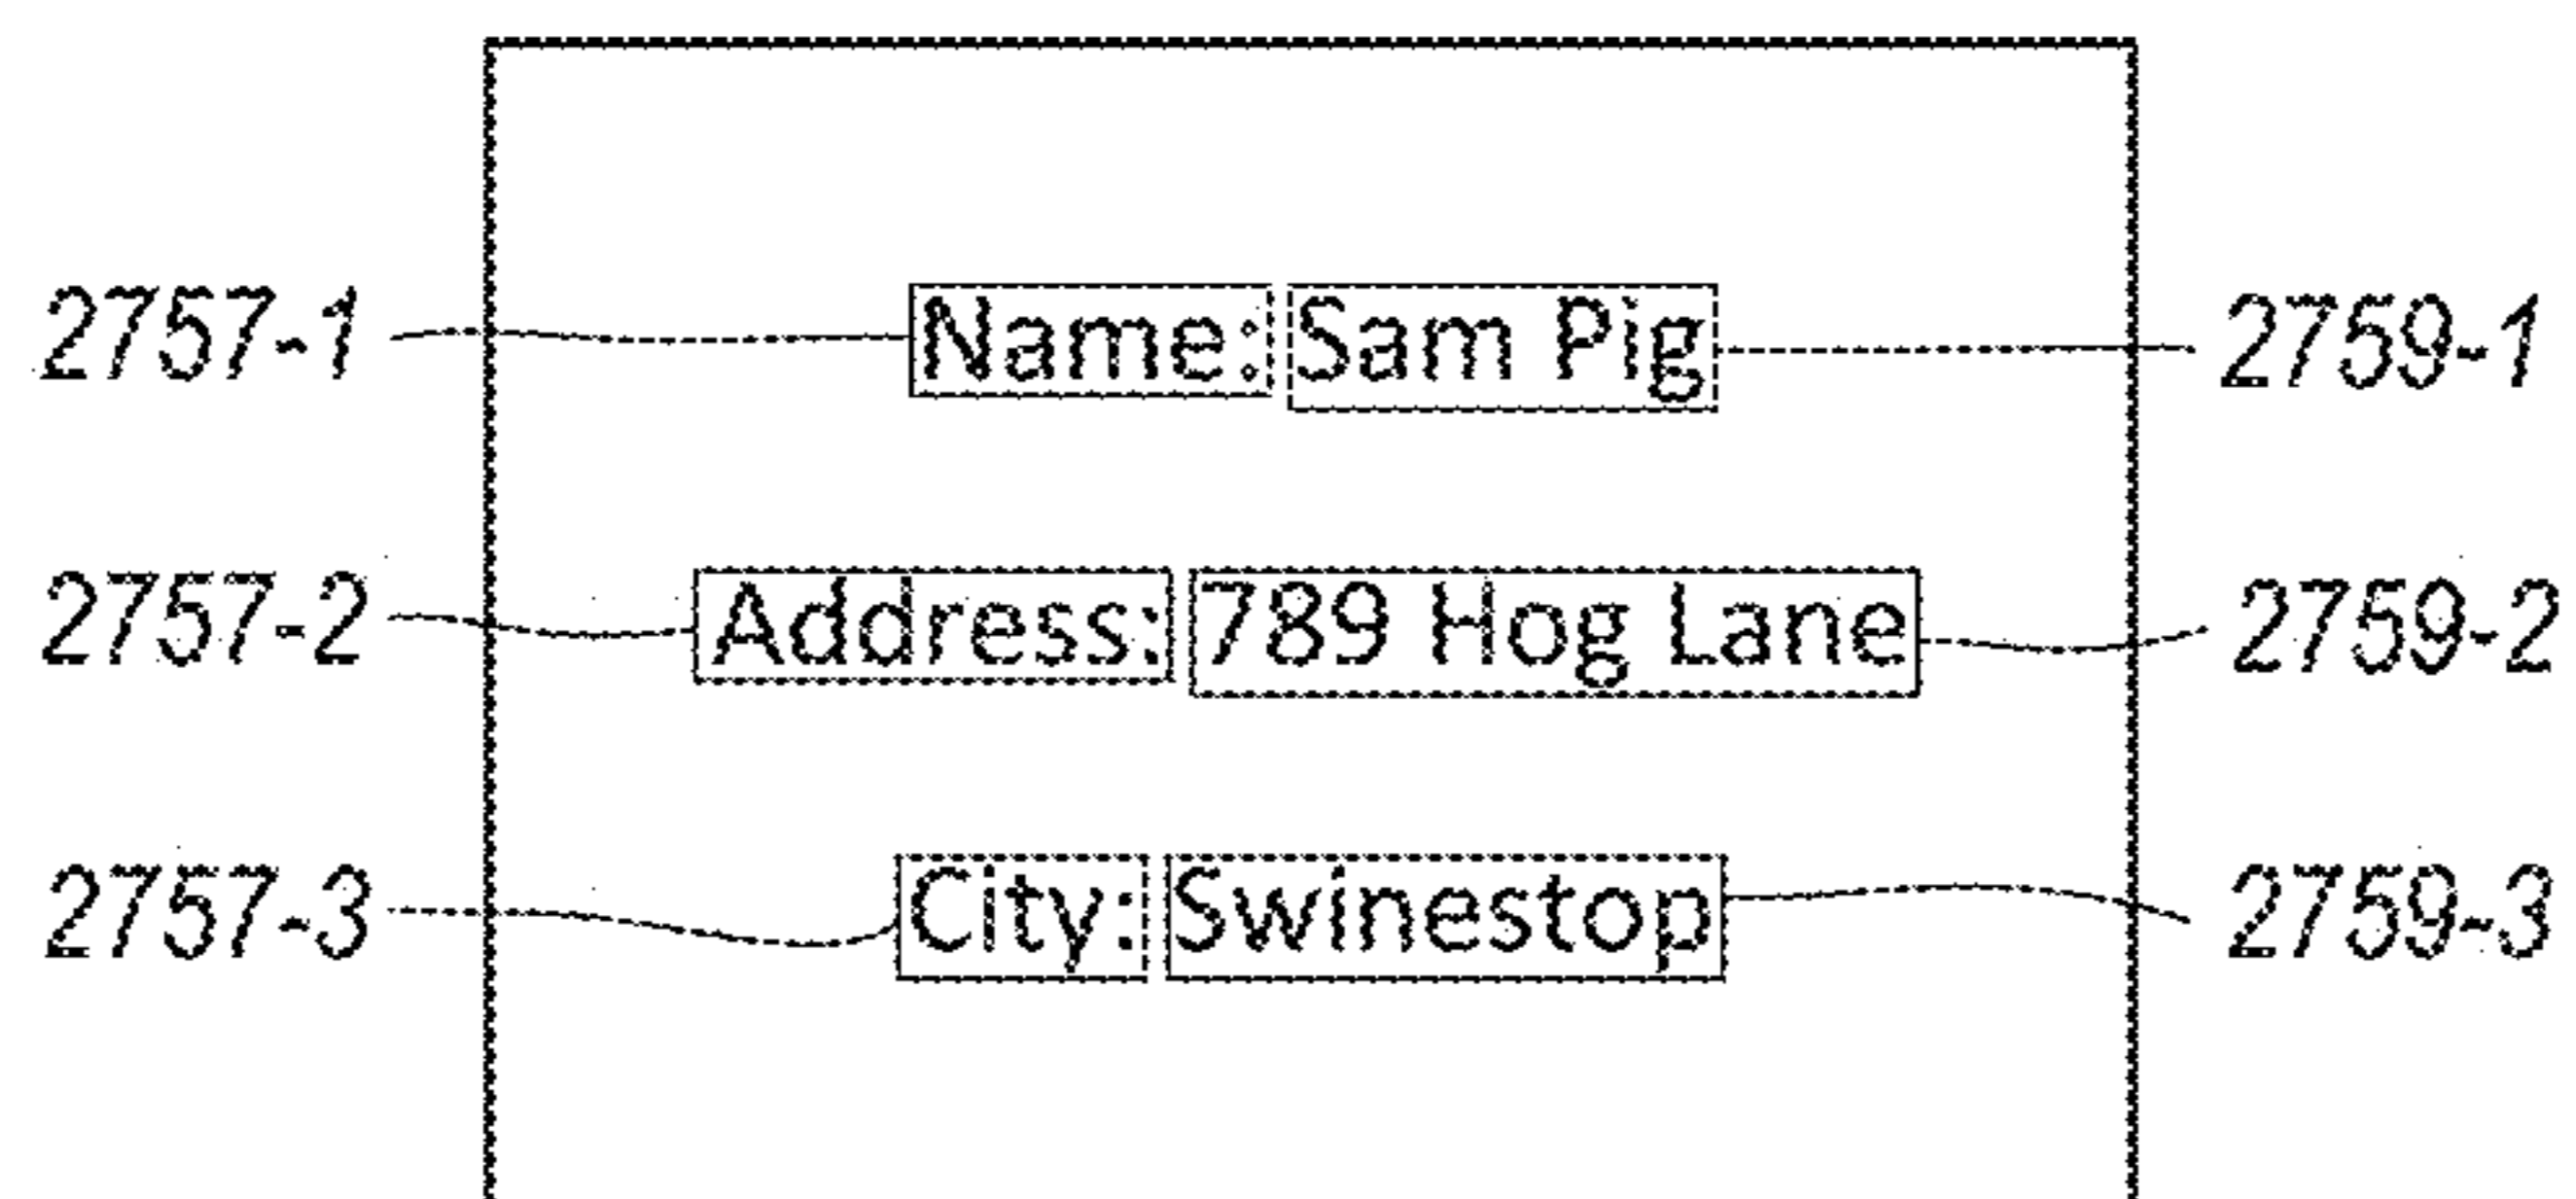 2757-1 Name: Sam Pig 2759-1
2757-2 Address: 789 Hog Lane 2759-2
2757-3 City: Swinestop 2759-3